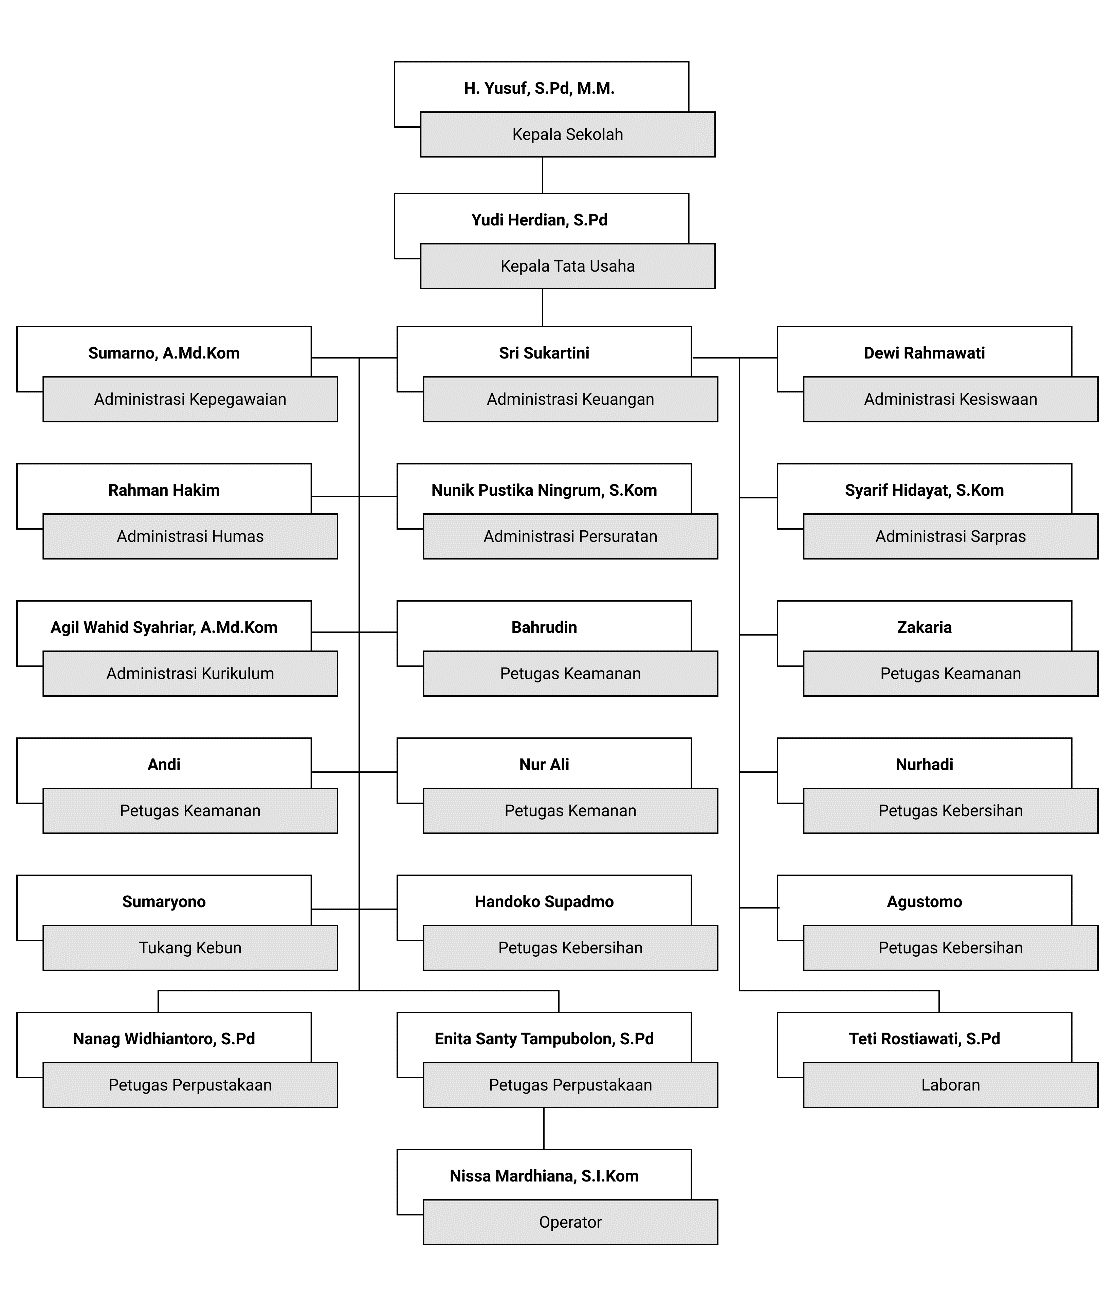 H. Yusuf, S.Pd, M.M.
Kepala Sekolah
Yudi Herdian, S.Pd
Kepala Tata Usaha
Sumarno, A.Md.Kom
Administrasi Kepegawaian
Sri Sukartini
Administrasi Keuangan
Dewi Rahmawati
Administrasi Kesiswaan
Rahman Hakim
Administrasi Humas
Nunik Pustika Ningrum, S.Kom
Administrasi Persuratan
Syarif Hidayat, S.Kom
Administrasi Sarpras
Agil Wahid Syahriar, A.Md.Kom
Administrasi Kurikulum
Bahrudin
Petugas Keamanan
Zakaria
Petugas Keamanan
Andi
Petugas Keamanan
Nur Ali
Petugas Kemanan
Nurhadi
Petugas Kebersihan
Sumaryono
Tukang Kebun
Handoko Supadmo
Petugas Kebersihan
Agustomo
Petugas Kebersihan
Nanag Widhiantoro, S.Pd
Petugas Perpustakaan
Enita Santy Tampubolon, S.Pd
Petugas Perpustakaan
Teti Rostiawati, S.Pd
Laboran
Nissa Mardhiana, S.I.Kom
Operator